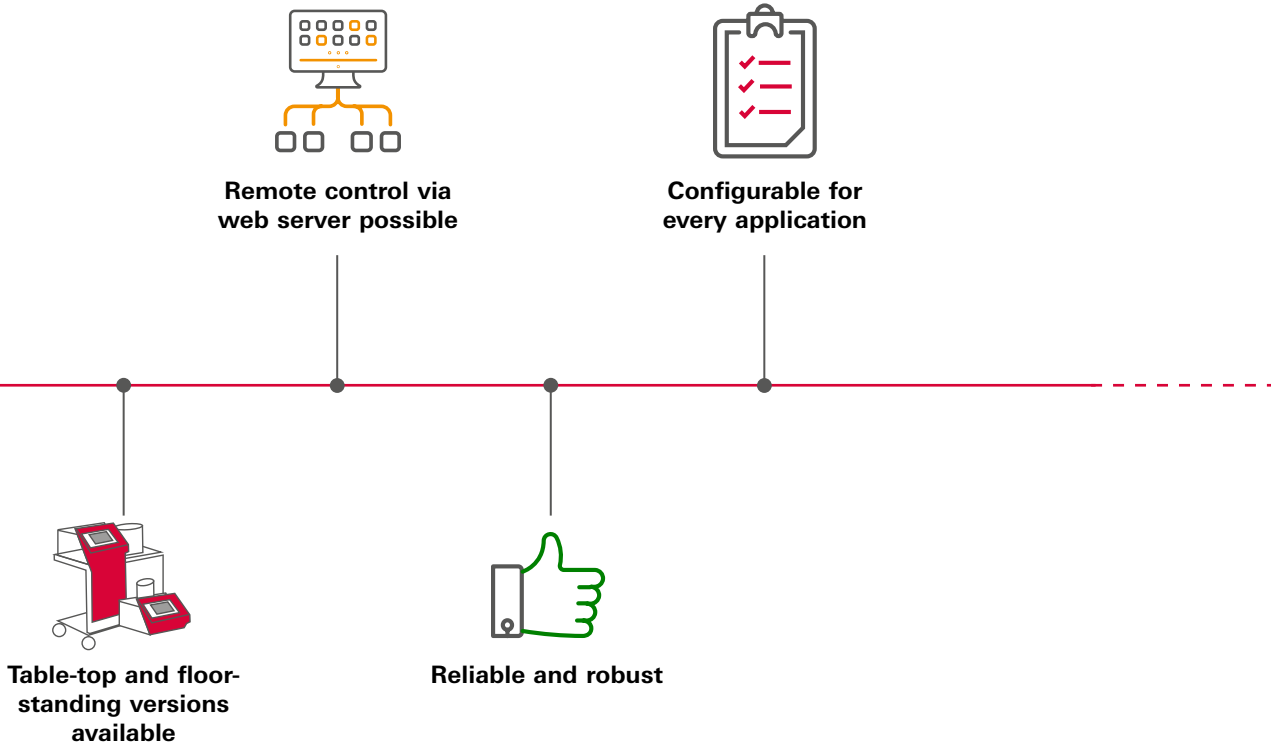 Remote control via
web server possible
Configurable for
every application
Table-top and floor-
standing versions
available
Reliable and robust